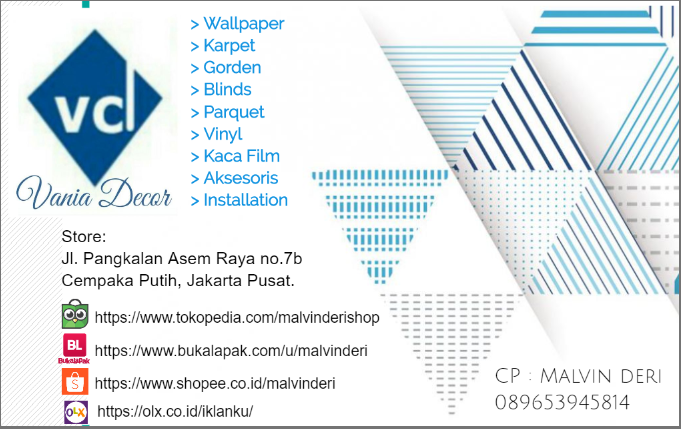 vcd
Vania Decor
> Wallpaper
> Karpet
> Gorden
> Blinds
> Parquet
> Vinyl
> Kaca Film
> Aksesoris
> Installation
Store:
Jl. Pangkalan Asem Raya no.7b
Cempaka Putih, Jakarta Pusat.
https://www.tokopedia.com/malvinderishop
BL
BukaLapak
https://www.bukalapak.com/u/malvinderi
S
https://www.shopee.co.id/malvinderi
OLX
https://olx.co.id/iklanku/
CP : Malvin deri
089653945814